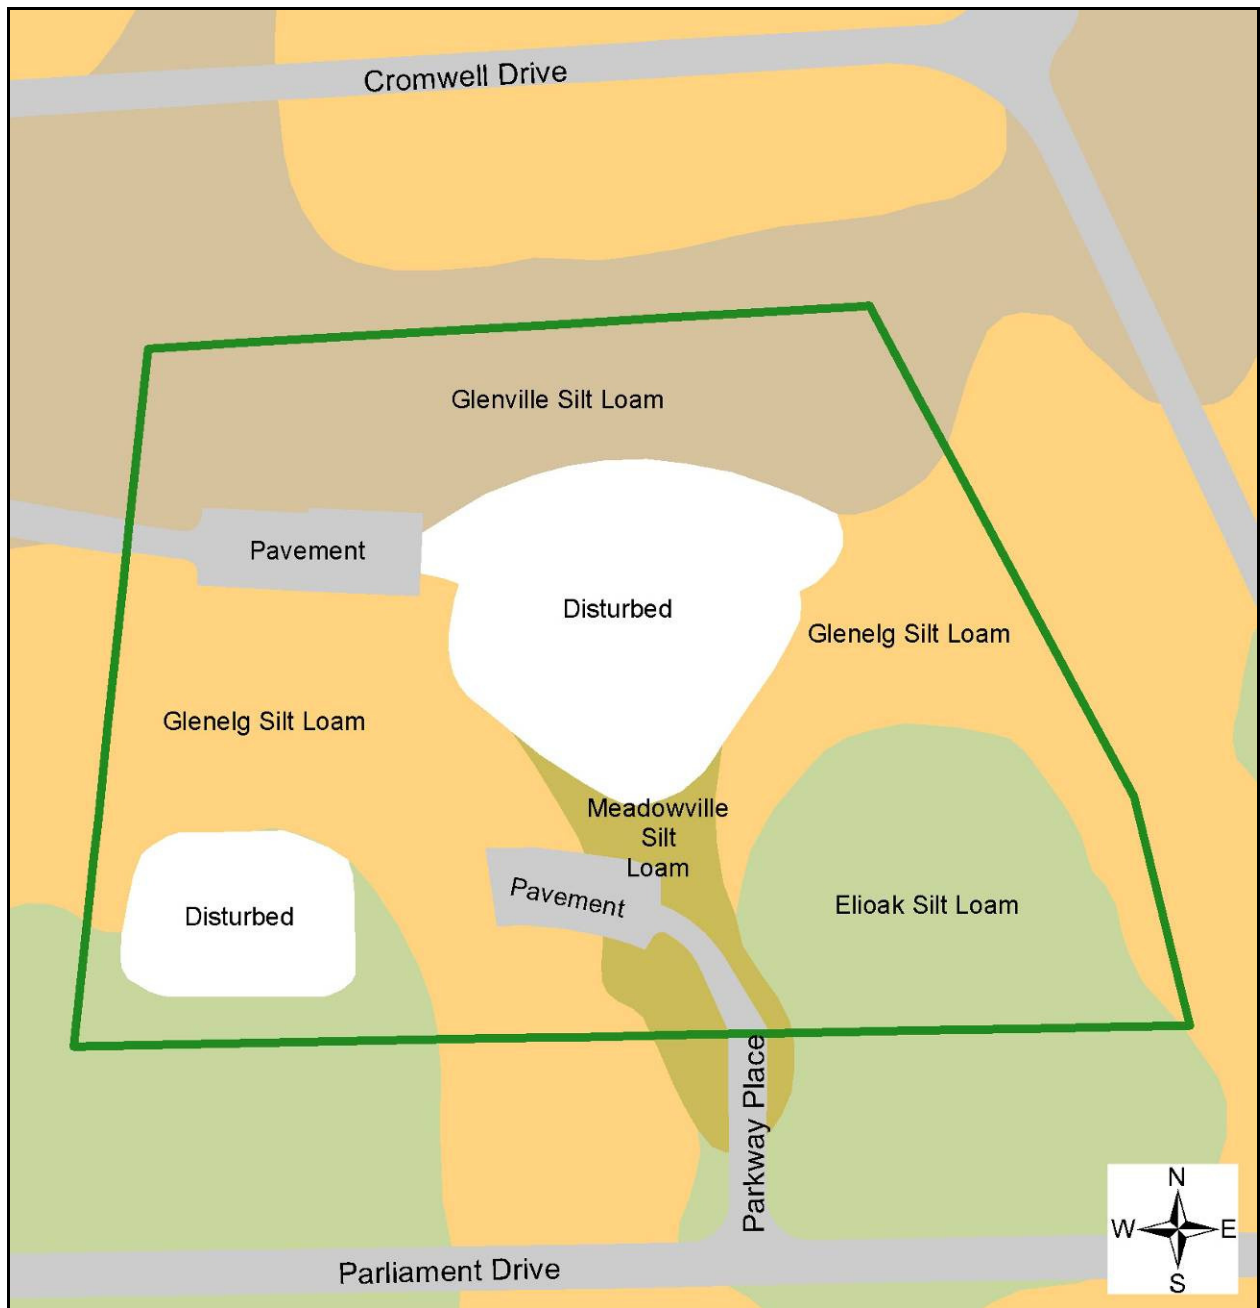 Cromwell Drive
Glenville Silt Loam
Pavement
Disturbed
Glenelg Silt Loam
Glenelg Silt Loam
Meadowville
Silt
Loam
Pavement
Elioak Silt Loam
Disturbed
Parkway Place
N
W E
S
Parliament Drive